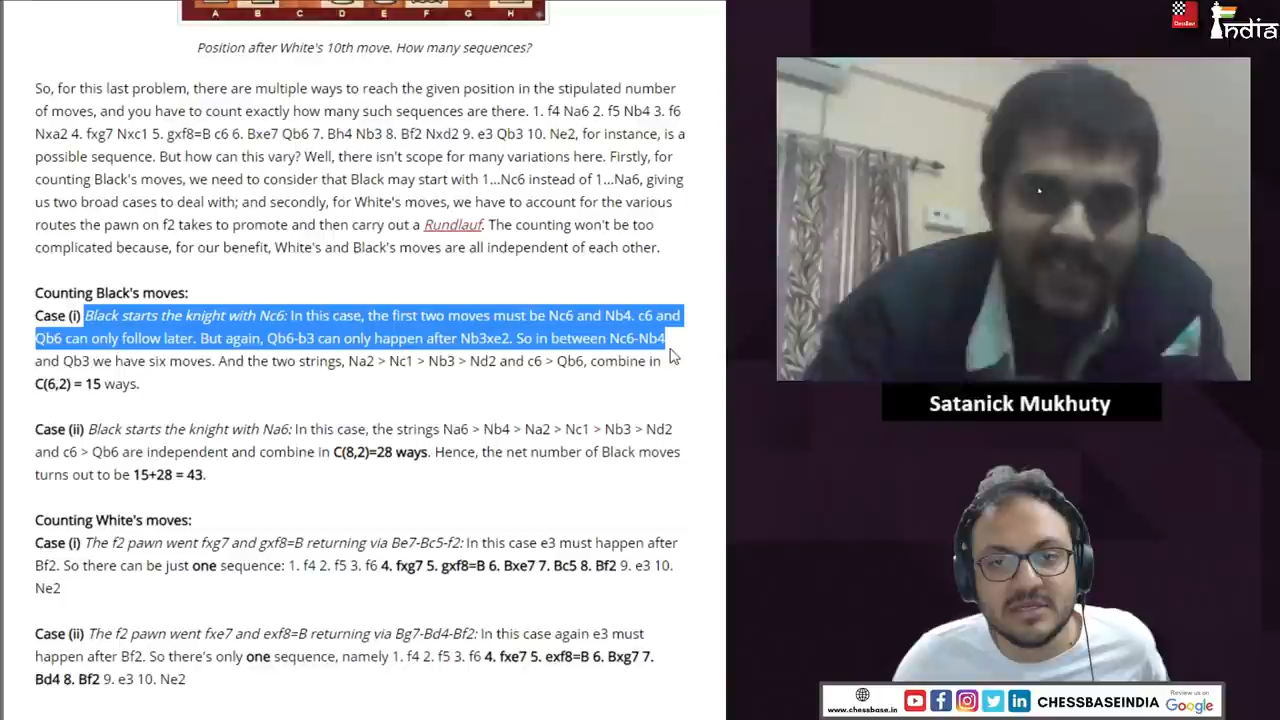 A B C D E F G H
Position after White's 10th move. How many sequences?
So, for this last problem, there are multiple ways to reach the given position in the stipulated number
of moves, and you have to count exactly how many such sequences are there. 1. f4 Na6 2. f5 Nb4 3. f6
Nxa2 4. fxg7 Nxc1 5. gxf8=B c6 6. Bxe7 Qb6 7. Bh4 Nb3 8. Bf2 Nxd2 9. e3 Qb3 10. Ne2, for instance, is a
possible sequence. But how can this vary? Well, there isn't scope for many variations here. Firstly, for
counting Black's moves, we need to consider that Black may start with 1...Nc6 instead of 1...Na6, giving
us two broad cases to deal with; and secondly, for White's moves, we have to account for the various
routes the pawn on f2 takes to promote and then carry out a Rundlauf. The counting won't be too
complicated because, for our benefit, White's and Black's moves are all independent of each other.
Counting Black's moves:
Case (i) Black starts the knight with Nc6: In this case, the first two moves must be Nc6 and Nb4. c6 and
Qb6 can only follow later. But again, Qb6-b3 can only happen after Nb3xe2. So in between Nc6-Nb4
and Qb3 we have six moves. And the two strings, Na2 > Nc1 > Nb3 > Nd2 and c6 > Qb6, combine in
C(6,2) = 15 ways.
Case (ii) Black starts the knight with Na6: In this case, the strings Na6 > Nb4 > Na2 > Nc1 > Nb3 > Nd2
and c6 > Qb6 are independent and combine in C(8,2)=28 ways. Hence, the net number of Black moves
turns out to be 15+28 = 43.
Counting White's moves:
Case (i) The f2 pawn went fxg7 and gxf8=B returning via Be7-Bc5-f2: In this case e3 must happen after
Bf2. So there can be just one sequence: 1. f4 2. f5 3. f6 4. fxg7 5. gxf8=B 6. Bxe7 7. Bc5 8. Bf2 9. e3 10.
Ne2
Case (ii) The f2 pawn went fxe7 and exf8=B returning via Bg7-Bd4-Bf2: In this case again e3 must
happen after Bf2. So there's only one sequence, namely 1. f4 2. f5 3. f6 4. fxe7 5. exf8=B 6. Bxg7 7.
Bd4 8. Bf2 9. e3 10. Ne2
ChessBase
India
Satanick Mukhuty
www.chessbase.in
CHESSBASEINDIA
Review us on
Google